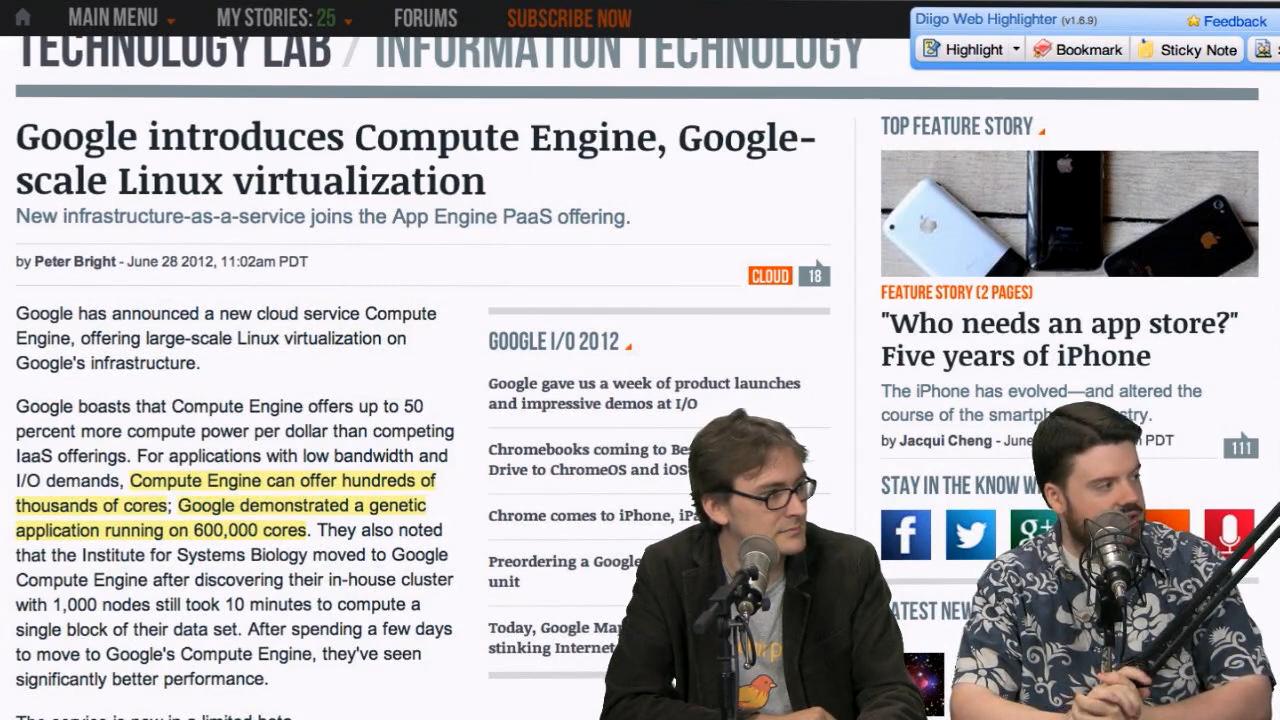 MAIN MENU
MY STORIES: 25
FORUMS
SUBSCRIBE NOW
Diigo Web Highlighter (v1.6.9)
Feedback
Highlight
Bookmark
Sticky Note
TECHNOLOGY LAB / INFORMATION TECHNOLOGY
Google introduces Compute Engine, Google-
scale Linux virtualization
New infrastructure-as-a-service joins the App Engine PaaS offering.
by Peter Bright - June 28 2012, 11:02am PDT
CLOUD
18
Google has announced a new cloud service Compute
Engine, offering large-scale Linux virtualization on
Google's infrastructure.
Google boasts that Compute Engine offers up to 50
percent more compute power per dollar than competing
IaaS offerings. For applications with low bandwidth and
I/O demands, Compute Engine can offer hundreds of
thousands of cores; Google demonstrated a genetic
application running on 600,000 cores. They also noted
that the Institute for Systems Biology moved to Google
Compute Engine after discovering their in-house cluster
with 1,000 nodes still took 10 minutes to compute a
single block of their data set. After spending a few days
to move to Google's Compute Engine, they've seen
significantly better performance.
The service is now in a limited beta
GOOGLE I/O 2012
Google gave us a week of product launches
and impressive demos at I/O
Chromebooks coming to
Drive to ChromeOS and iOS
Chrome comes to iPhone,
Preordering a Google
unit
Today, Google
stinking
TOP FEATURE STORY
FEATURE STORY (2 PAGES)
"Who needs an app store?"
Five years of iPhone
The iPhone has evolved—and altered the
course of the
by Jacqui Cheng -
PDT
111
STAY IN THE KNOW
g+